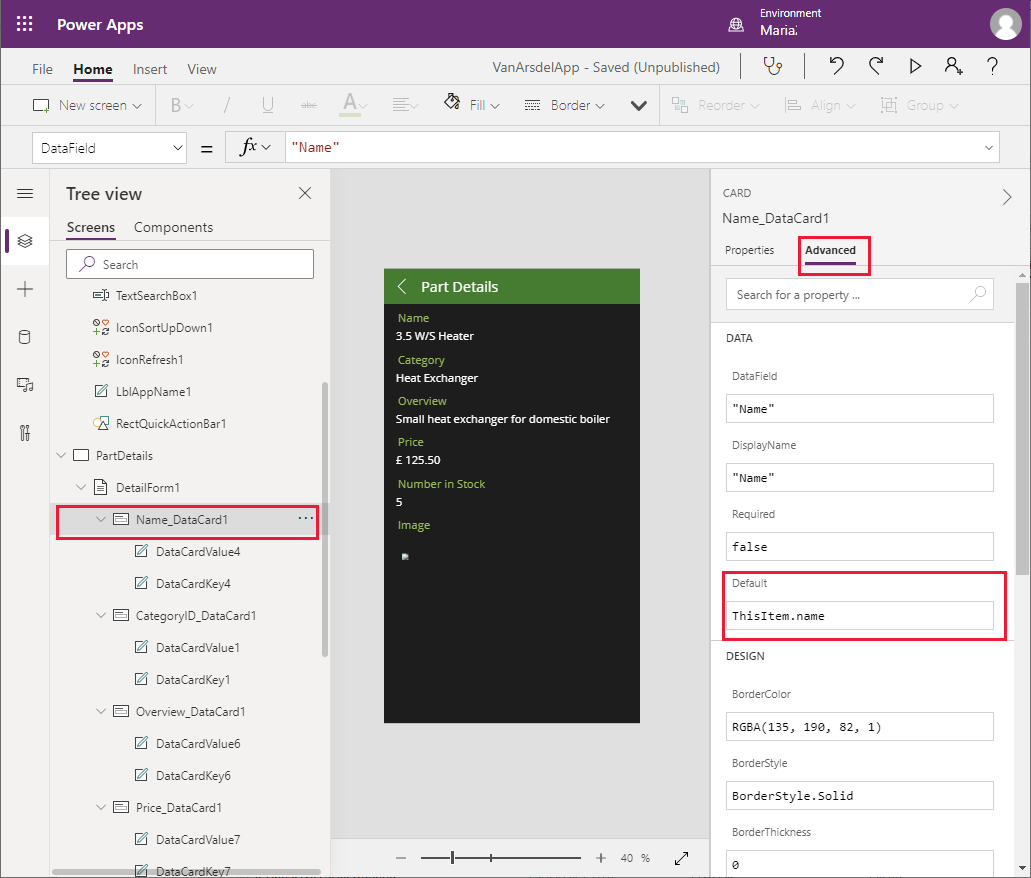 Power Apps
Environment
Maria
File Home Insert View
VanArsdelApp - Saved (Unpublished)
New screen B / U abc A Fill Border Reorder Align Group
DataField = fx "Name"
Tree view
Screens Components
Search
TextSearchBox1
IconSortUpDown1
IconRefresh1
LblAppName1
RectQuickActionBar1
PartDetails
DetailForm1
Name_DataCard1 ...
DataCardValue4
DataCardKey4
CategoryID_DataCard1
DataCardValue1
DataCardKey1
Overview_DataCard1
DataCardValue6
DataCardKey6
Price_DataCard1
DataCardValue7
DataCardKey7
Part Details
Name
3.5 W/S Heater
Category
Heat Exchanger
Overview
Small heat exchanger for domestic boiler
Price
£ 125.50
Number in Stock
5
Image
40 %
CARD
Name_DataCard1
Properties Advanced
Search for a property ...
DATA
DataField
"Name"
DisplayName
"Name"
Required
false
Default
ThisItem.name
DESIGN
BorderColor
RGBA(135, 190, 82, 1)
BorderStyle
BorderStyle.Solid
BorderThickness
0